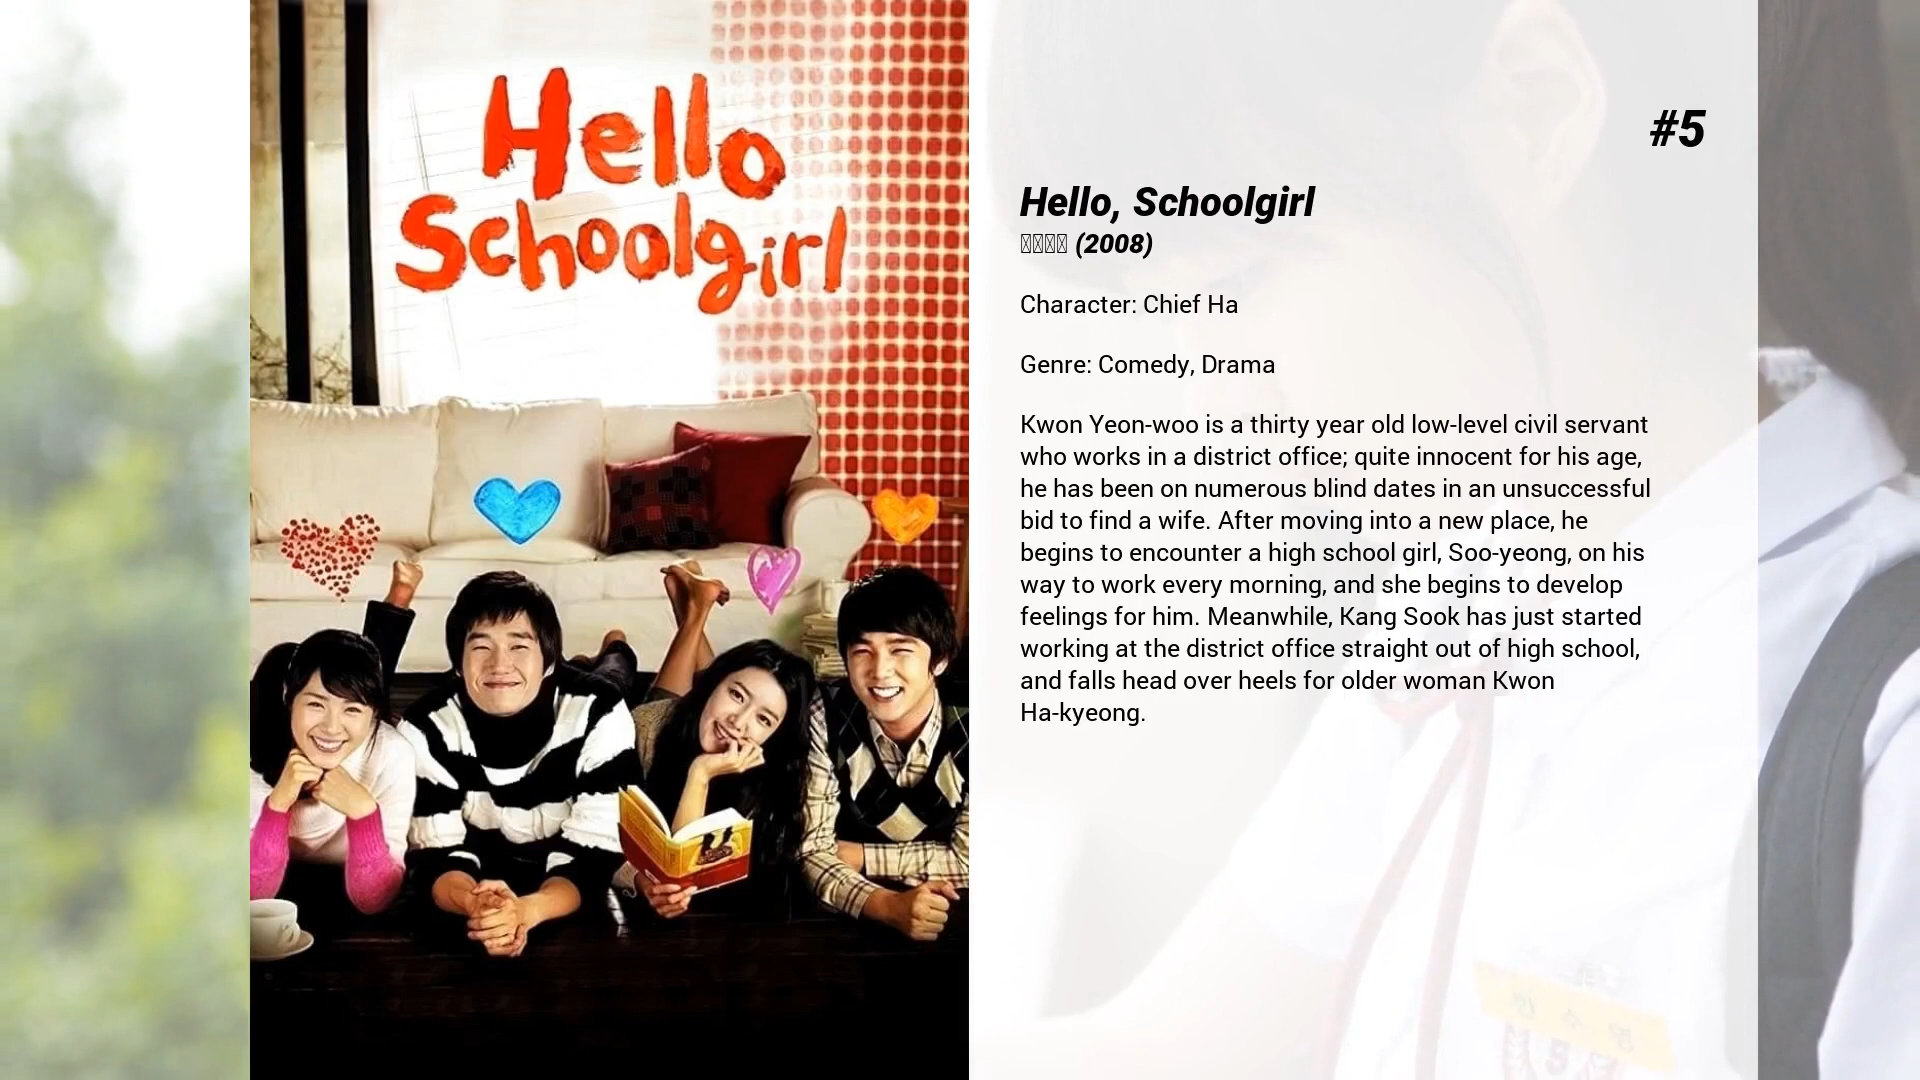 Hello
Schoolgirl
#5
Hello, Schoolgirl
(2008)
Character: Chief Ha
Genre: Comedy, Drama
Kwon Yeon-woo is a thirty year old low-level civil servant
who works in a district office; quite innocent for his age,
he has been on numerous blind dates in an unsuccessful
bid to find a wife. After moving into a new place, he
begins to encounter a high school girl, Soo-yeong, on his
way to work every morning, and she begins to develop
feelings for him. Meanwhile, Kang Sook has just started
working at the district office straight out of high school,
and falls head over heels for older woman Kwon
Ha-kyeong.